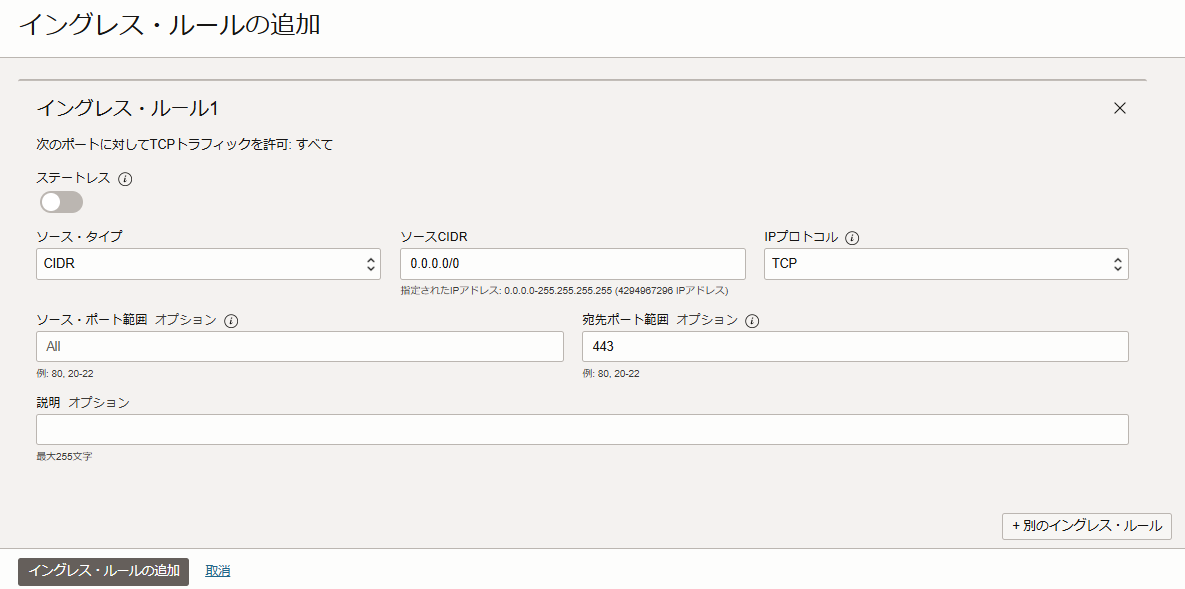 イングレス・ルールの追加
イングレス・ルール1
次のポートに対してTCPトラフィックを許可: すべて
ステートレス
ソース・タイプ ソースCIDR IPプロトコル
CIDR 0.0.0.0/0 TCP
指定されたIPアドレス: 0.0.0.0-255.255.255.255 (4294967296 IPアドレス)
ソース・ポート範囲 オプション 宛先ポート範囲 オプション
All 443
例: 80, 20-22 例: 80, 20-22
説明 オプション
最大255文字
+ 別のイングレス・ルール
イングレス・ルールの追加 取消